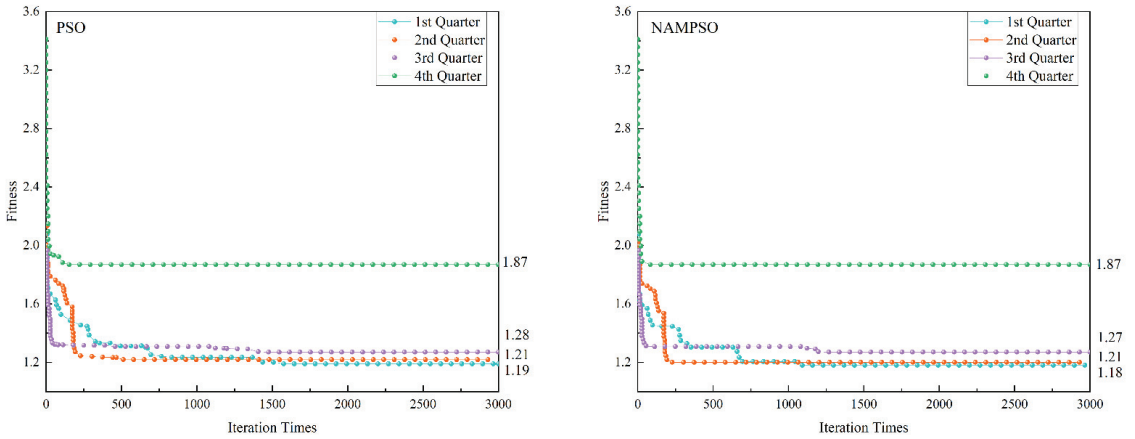 PSO
1st Quarter
2nd Quarter
3rd Quarter
4th Quarter
3.6
3.2
2.8
2.4
2.0
1.6
1.2
Fitness
1.87
1.28
1.21
1.19
0
500
1000
1500
2000
2500
3000
Iteration Times
NAMPSO
1st Quarter
2nd Quarter
3rd Quarter
4th Quarter
3.6
3.2
2.8
2.4
2.0
1.6
1.2
Fitness
1.87
1.27
1.21
1.18
0
500
1000
1500
2000
2500
3000
Iteration Times